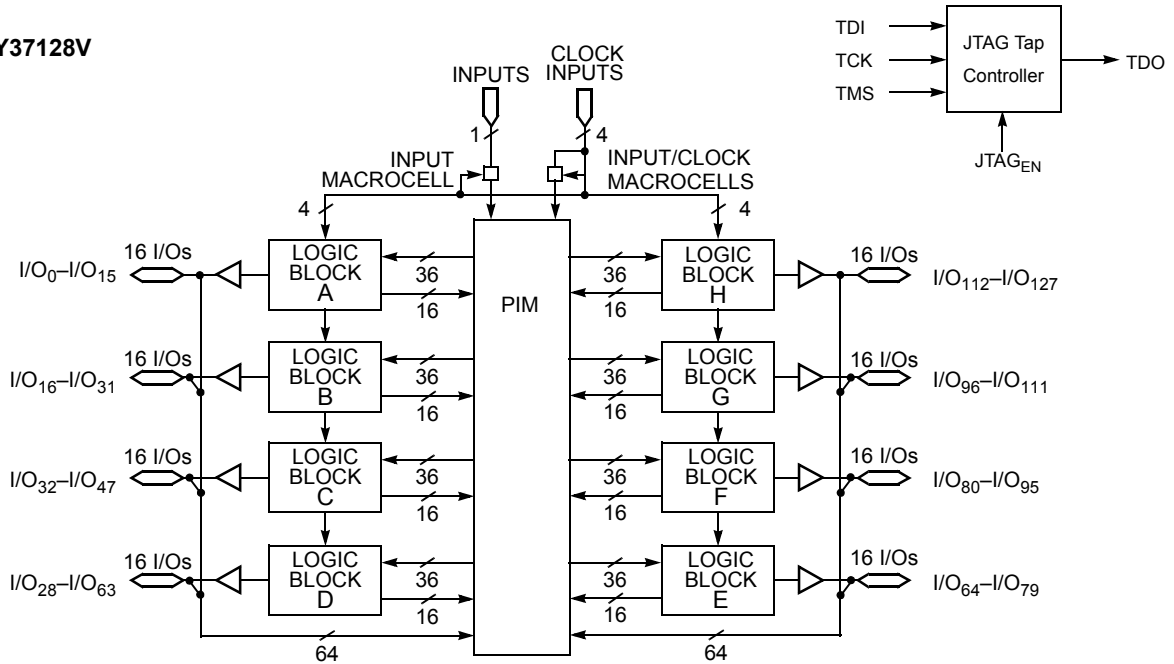 Y37128V
TDI
TCK
TMS
JTAG Tap
Controller
TDO
JTAG_EN
INPUTS
CLOCK
INPUTS
1
4
INPUT
MACROCELL
INPUT/CLOCK
MACROCELLS
4
4
I/O0–I/O15
16 I/Os
LOGIC
BLOCK
A
36
16
PIM
36
16
LOGIC
BLOCK
H
16 I/Os
I/O112–I/O127
I/O16–I/O31
16 I/Os
LOGIC
BLOCK
B
36
16
36
16
LOGIC
BLOCK
G
16 I/Os
I/O96–I/O111
I/O32–I/O47
16 I/Os
LOGIC
BLOCK
C
36
16
36
16
LOGIC
BLOCK
F
16 I/Os
I/O80–I/O95
I/O28–I/O63
16 I/Os
LOGIC
BLOCK
D
36
16
36
16
LOGIC
BLOCK
E
16 I/Os
I/O64–I/O79
64
64